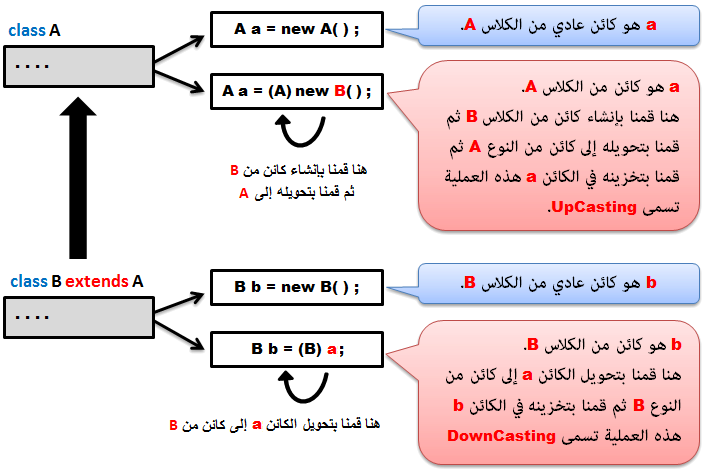 class A
. . . .
A a = new A( ) ;
a هو كائن عادي من الكلاس A.
A a = (A) new B( ) ;
a هو كائن من الكلاس A.
هنا قمنا بإنشاء كائن من الكلاس B ثم
قمنا بتحويله إلى كائن من النوع A ثم
قمنا بتخزينه في الكائن a هذه العملية
تسمى UpCasting.
هنا قمنا بإنشاء كائن من B
ثم قمنا بتحويله إلى A
class B extends A
. . . .
B b = new B( ) ;
b هو كائن عادي من الكلاس B.
B b = (B) a ;
b هو كائن من الكلاس B.
هنا قمنا بتحويل الكائن a إلى كائن من
النوع B ثم قمنا بتخزينه في الكائن b
هذه العملية تسمى DownCasting
هنا قمنا بتحويل الكائن a إلى كائن من B